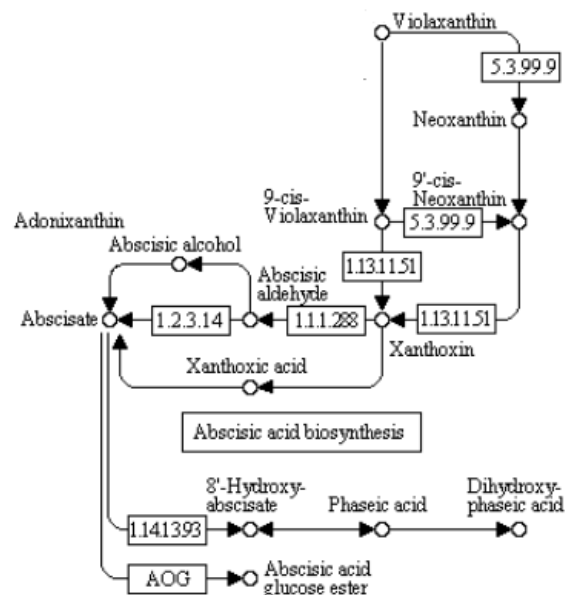 Violaxanthin
5.3.99.9
Neoxanthin
9-cis-
Violaxanthin
9'-cis-
Neoxanthin
5.3.99.9
Adonixanthin
Abscisic alcohol
1.13.11.51
Abscisic
aldehyde
Abscisate
1.2.3.14
1.1.1.288
1.13.11.51
Xanthoxin
Xanthoxic acid
Abscisic acid biosynthesis
8'-Hydroxy-
abscisate
Phaseic acid
Dihydroxy-
phaseic acid
1.14.13.93
AOG
Abscisic acid
glucose ester